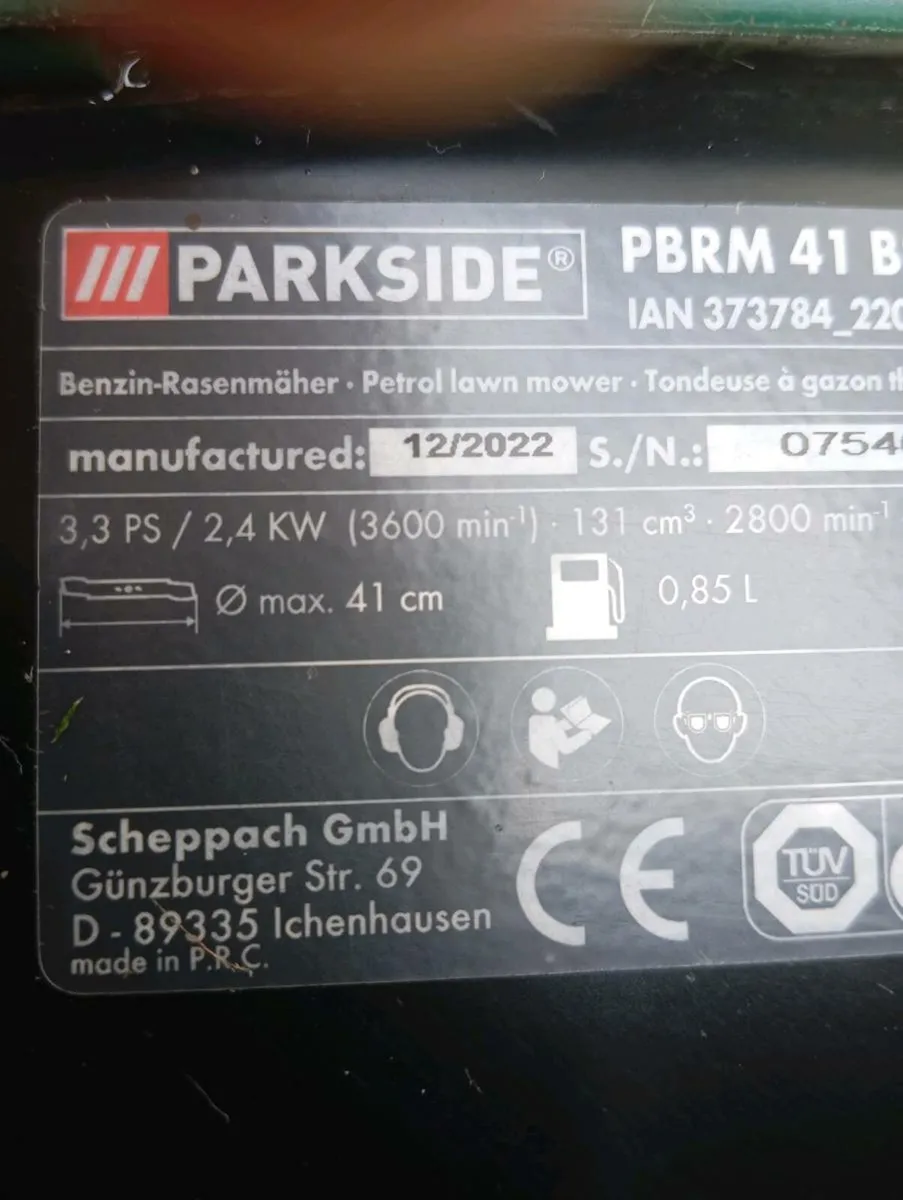 /// PARKSIDE® PBRM 41 B
IAN 373784_220
Benzin-Rasenmäher · Petrol lawn mower · Tondeuse à gazon th
manufactured: 12/2022 S./N.: 0754
3,3 PS / 2,4 KW (3600 min⁻¹) · 131 cm³ · 2800 min⁻¹
Ø max. 41 cm 0,85 L
Scheppach GmbH
Günzburger Str. 69
D - 89335 Ichenhausen
made in P.R.C.
CE
TÜV
SÜD